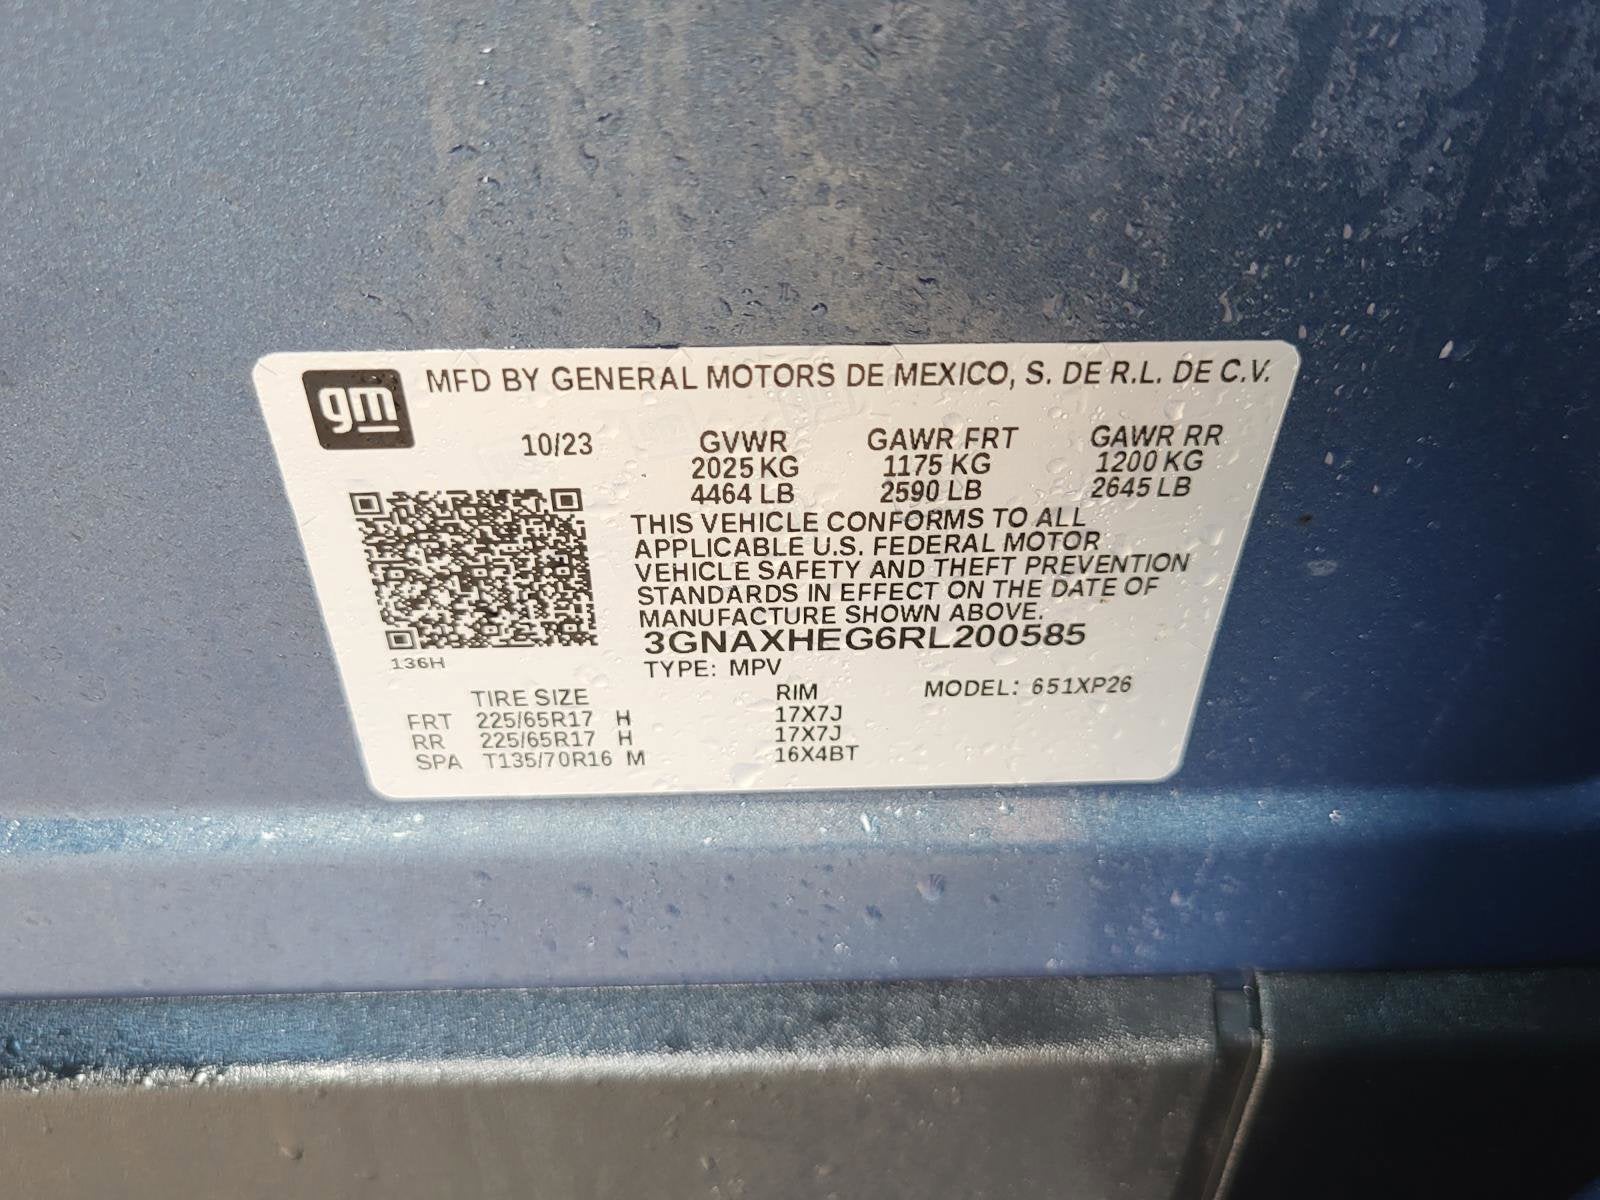 gm
MFD BY GENERAL MOTORS DE MEXICO, S. DE R.L. DE C.V.
10/23 GVWR GAWR FRT GAWR RR
2025 KG 1175 KG 1200 KG
4464 LB 2590 LB 2645 LB
THIS VEHICLE CONFORMS TO ALL
APPLICABLE U.S. FEDERAL MOTOR
VEHICLE SAFETY AND THEFT PREVENTION
STANDARDS IN EFFECT ON THE DATE OF
MANUFACTURE SHOWN ABOVE.
3GNAXHEG6RL200585
136H
TYPE: MPV
TIRE SIZE RIM MODEL: 651XP26
FRT 225/65R17 H 17X7J
RR 225/65R17 H 17X7J
SPA T135/70R16 M 16X4BT